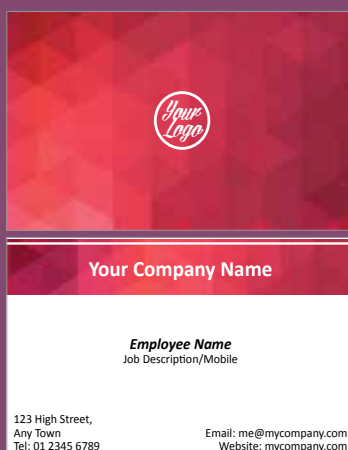 Your
Logo
Your Company Name
Employee Name
Job Description/Mobile
123 High Street,
Any Town
Tel: 01 2345 6789
Email: me@mycompany.com
Website: mycompany.com